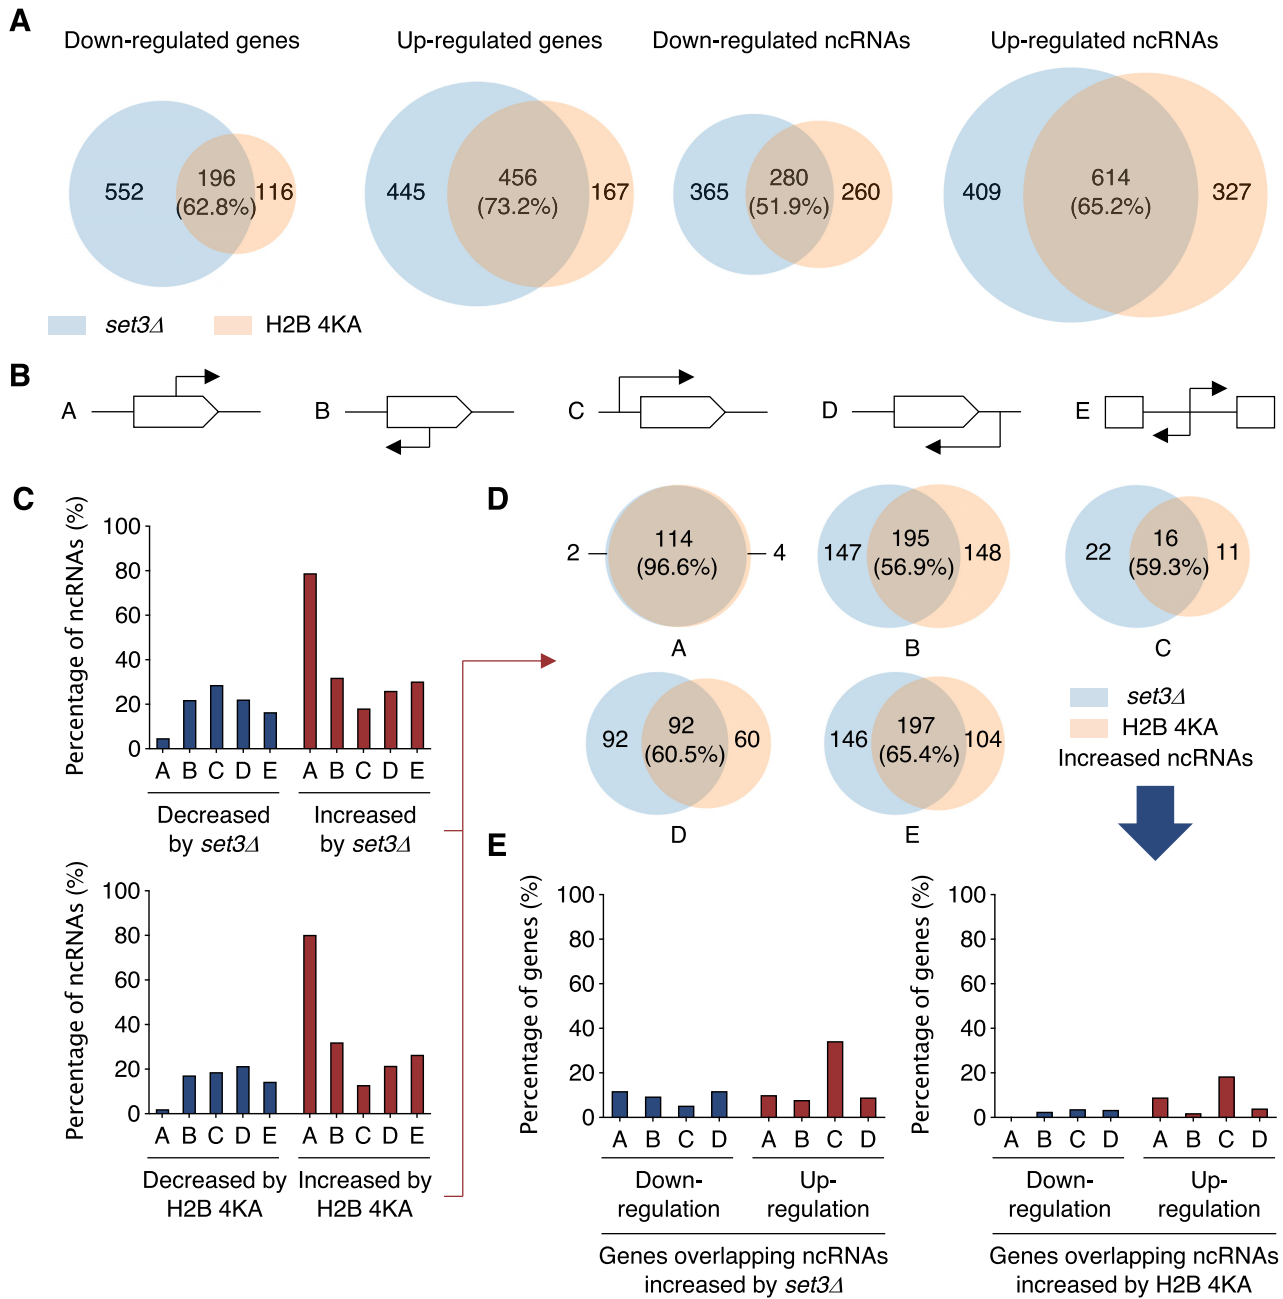 A
Down-regulated genes
Up-regulated genes
Down-regulated ncRNAs
Up-regulated ncRNAs
552
196
(62.8%)
116
445
456
(73.2%)
167
365
280
(51.9%)
260
409
614
(65.2%)
327
set3Δ
H2B 4KA
B
A
B
C
D
E
C
Percentage of ncRNAs (%)
100
80
60
40
20
0
A B C D E
A B C D E
Decreased
by set3Δ
Increased
by set3Δ
Percentage of ncRNAs (%)
100
80
60
40
20
0
A B C D E
A B C D E
Decreased by
H2B 4KA
Increased by
H2B 4KA
D
2
114
(96.6%)
4
A
147
195
(56.9%)
148
B
22
16
(59.3%)
11
C
92
92
(60.5%)
60
D
146
197
(65.4%)
104
E
set3Δ
H2B 4KA
Increased ncRNAs
E
Percentage of genes (%)
100
80
60
40
20
0
A B C D
A B C D
Down-
regulation
Up-
regulation
Genes overlapping ncRNAs
increased by set3Δ
Percentage of genes (%)
100
80
60
40
20
0
A B C D
A B C D
Down-
regulation
Up-
regulation
Genes overlapping ncRNAs
increased by H2B 4KA